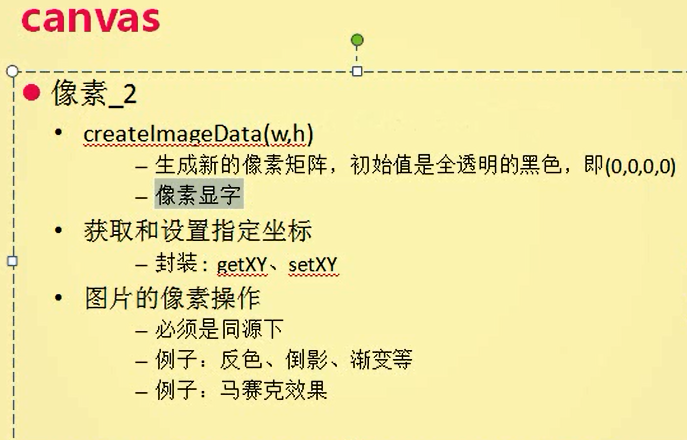 canvas
● 像素_2
• createImageData(w,h)
– 生成新的像素矩阵，初始值是全透明的黑色，即(0,0,0,0)
– 像素显字
• 获取和设置指定坐标
– 封装：getXY、setXY
• 图片的像素操作
– 必须是同源下
– 例子：反色、倒影、渐变等
– 例子：马赛克效果